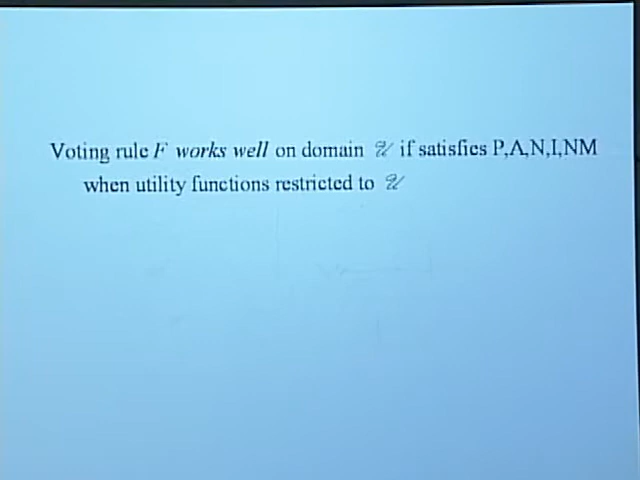 Voting rule F works well on domain 𝒰 if satisfies P,A,N,I,NM
when utility functions restricted to 𝒰